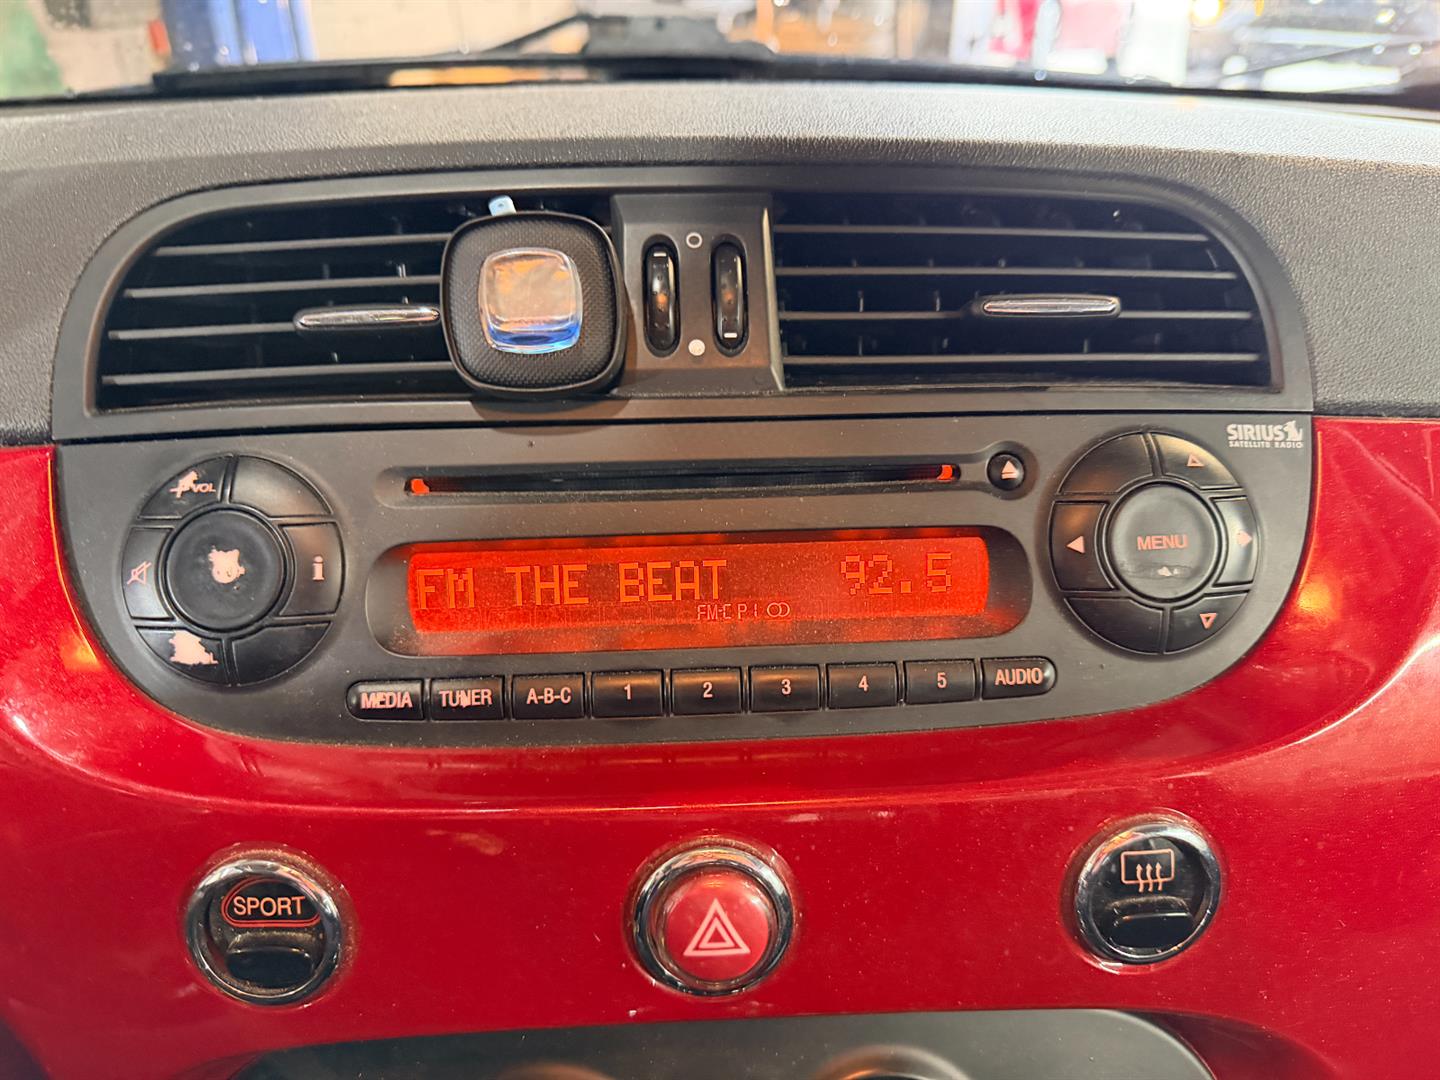 SIRIUS
SATELLITE RADIO
VOL
i
MENU
FM THE BEAT 92.5
MEDIA TUNER A-B-C 1 2 3 4 5 AUDIO
SPORT